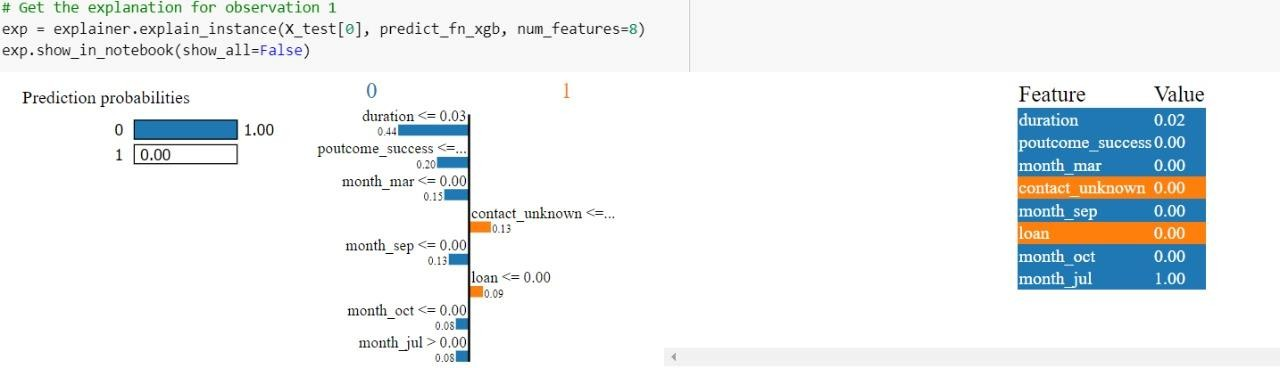 # Get the explanation for observation 1
exp = explainer.explain_instance(X_test[0], predict_fn_xgb, num_features=8)
exp.show_in_notebook(show_all=False)
Prediction probabilities
0 1.00
1 0.00
0 1
duration <= 0.03
0.44
poutcome_success <=...
0.20
month_mar <= 0.00
0.15
contact_unknown <=...
0.13
month_sep <= 0.00
0.13
loan <= 0.00
0.09
month_oct <= 0.00
0.08
month_jul > 0.00
0.08
Feature Value
duration 0.02
poutcome_success 0.00
month_mar 0.00
contact_unknown 0.00
month_sep 0.00
loan 0.00
month_oct 0.00
month_jul 1.00